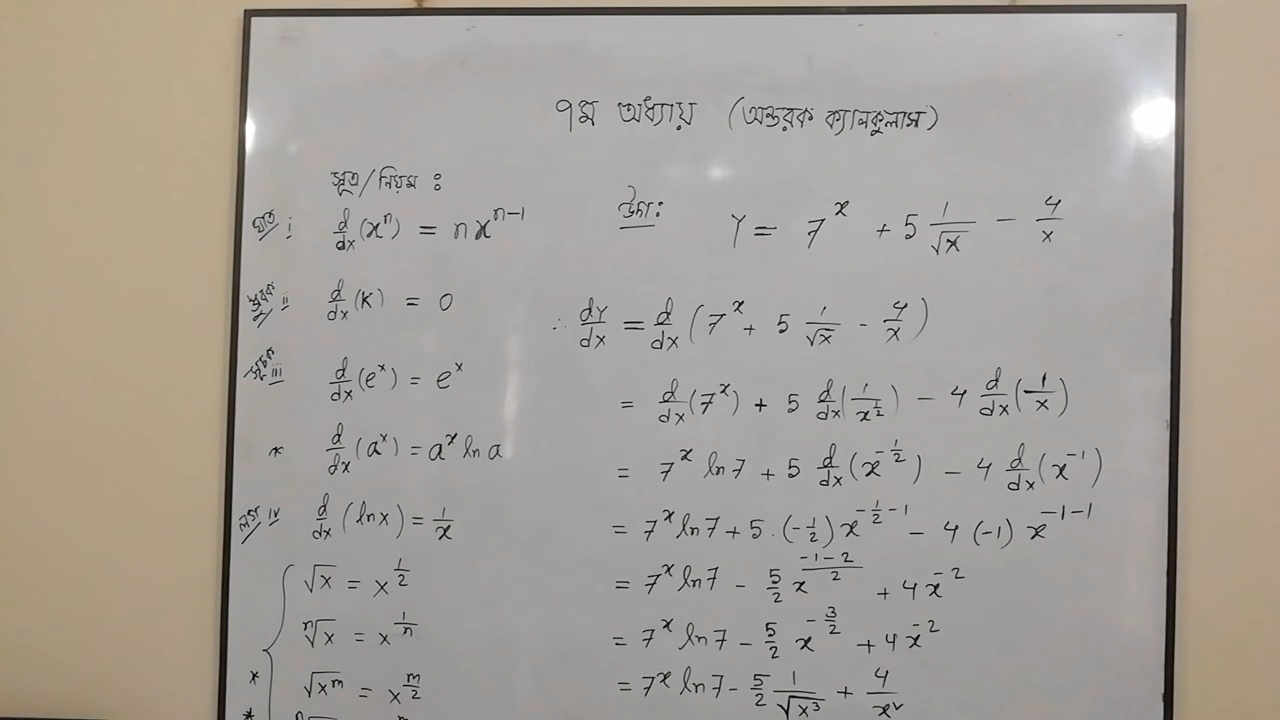 ৭ম অধ্যায় (অন্তরক ক্যালকুলাস)
সূত্র/নিয়ম :
ঘাত i d/dx (xⁿ) = nxⁿ⁻¹
ধ্রুবক ii d/dx (K) = 0
সূচক iii d/dx (eˣ) = eˣ
* d/dx (aˣ) = aˣ ln a
লগ iv d/dx (lnx) = 1/x
√x = x^(1/2)
ⁿ√x = x^(1/n)
* √xᵐ = x^(m/2)
*
উদা:
Y = 7ˣ + 5 1/√x - 4/x
∴ dY/dx = d/dx (7ˣ + 5 1/√x - 4/x)
= d/dx (7ˣ) + 5 d/dx (1/x^(1/2)) - 4 d/dx (1/x)
= 7ˣ ln7 + 5 d/dx (x^(-1/2)) - 4 d/dx (x⁻¹)
= 7ˣ ln7 + 5 . (-1/2) x^(-1/2 -1) - 4 (-1) x^(-1-1)
= 7ˣ ln7 - 5/2 x^((-1-2)/2) + 4x⁻²
= 7ˣ ln7 - 5/2 x^(-3/2) + 4x⁻²
= 7ˣ ln7 - 5/2 1/√x³ + 4/x²